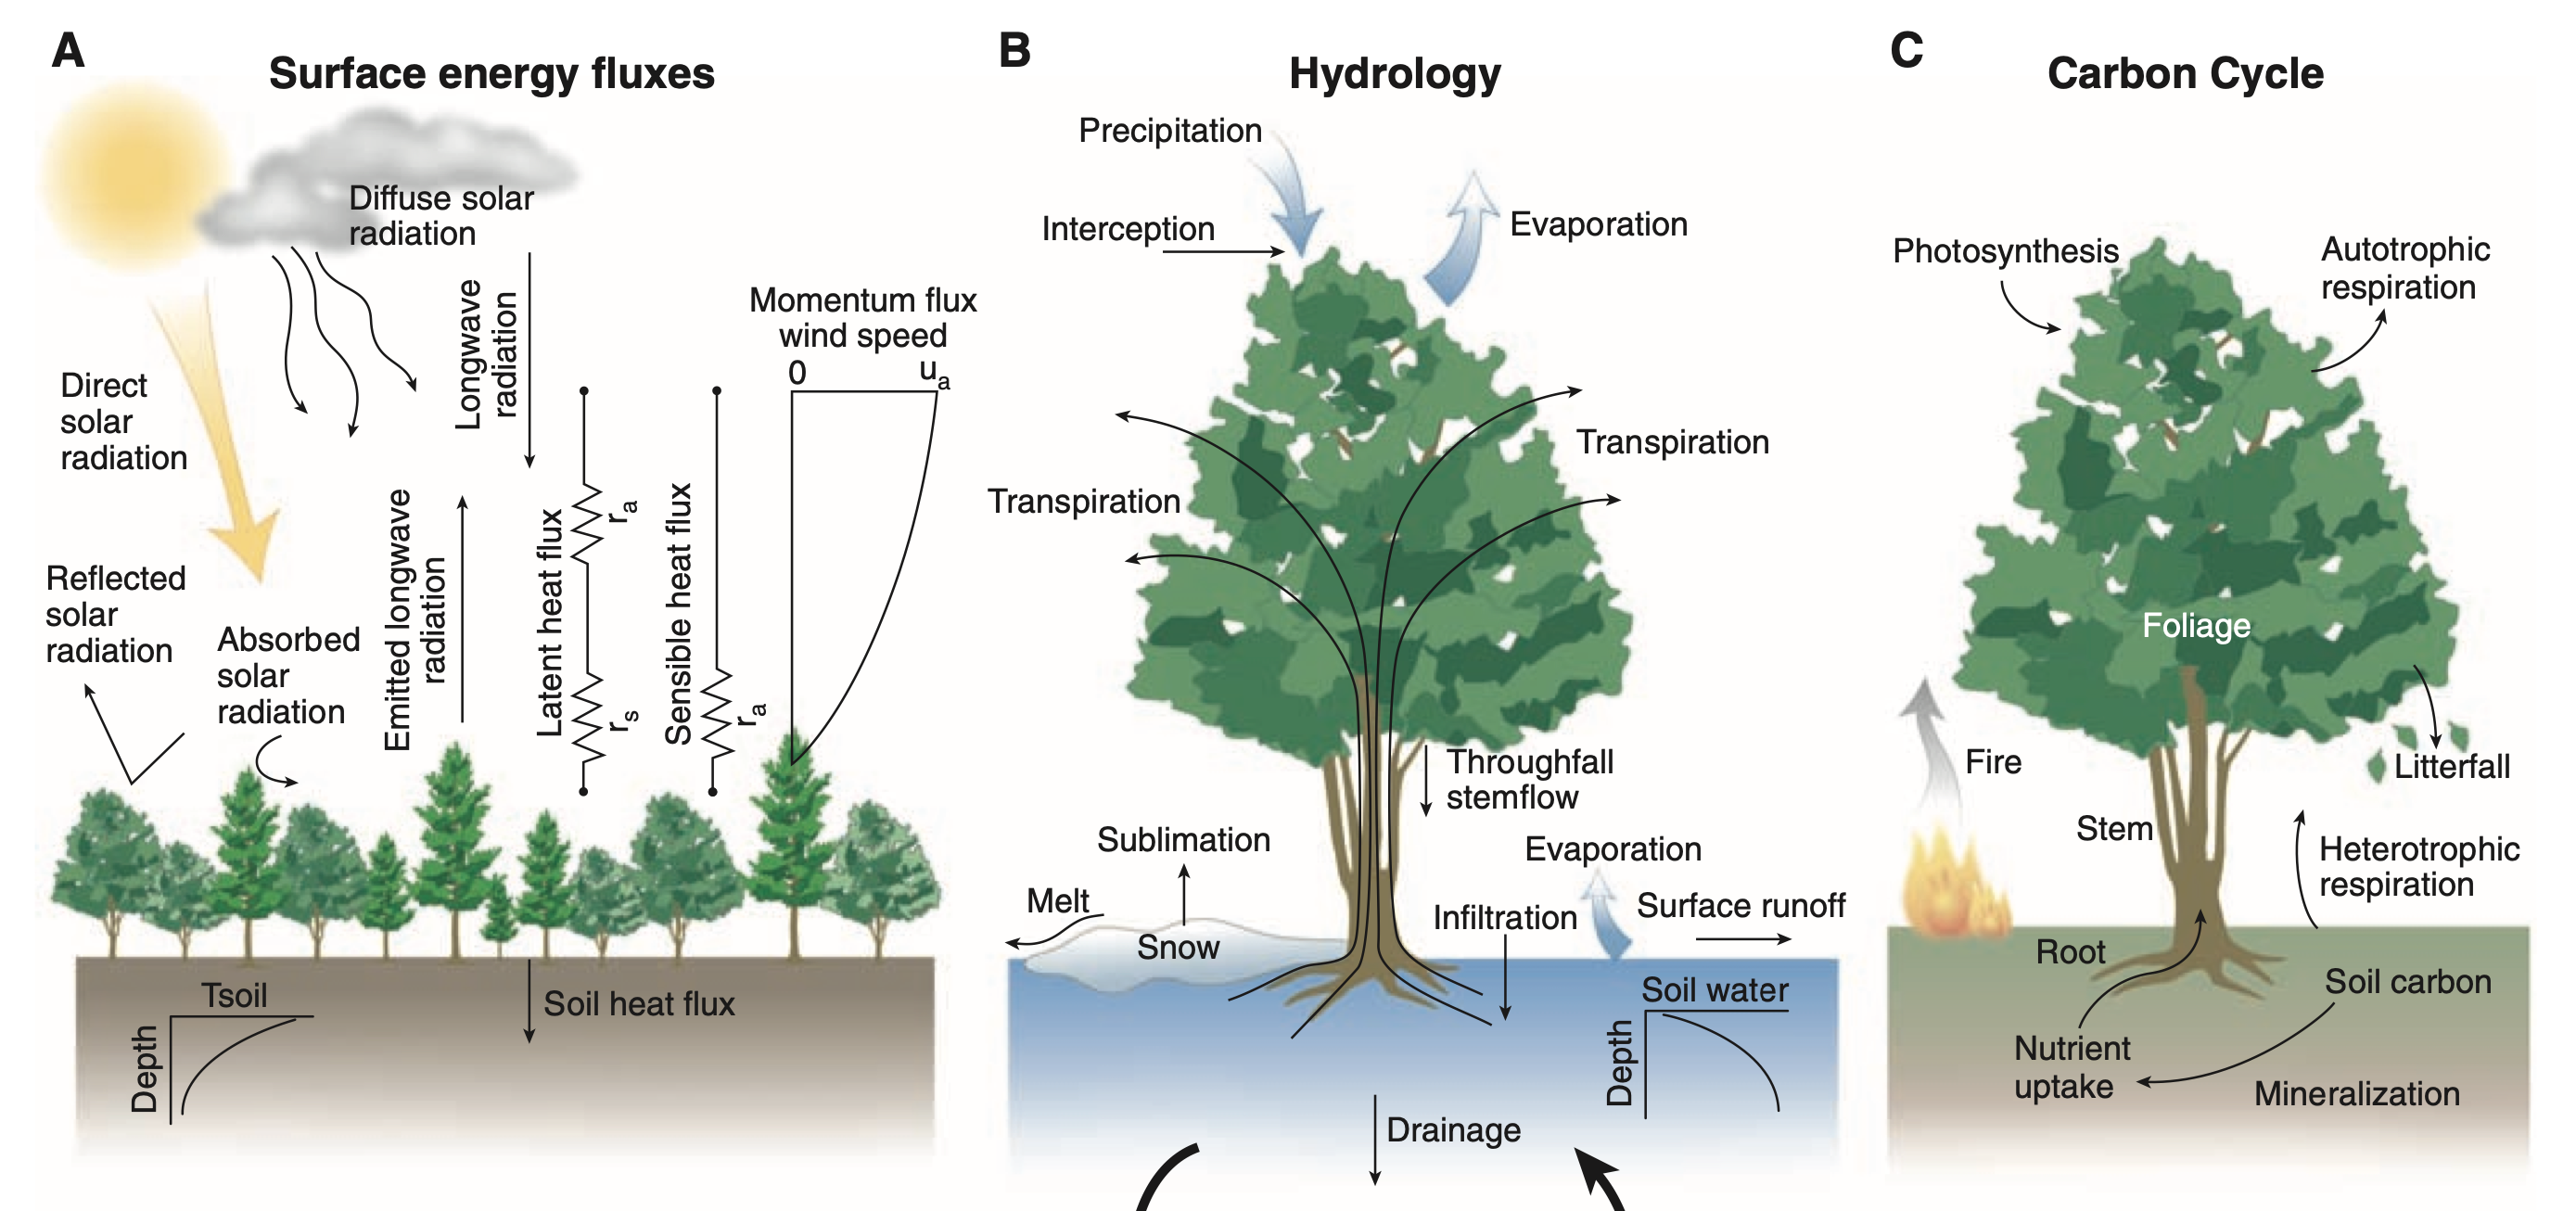 A
Surface energy fluxes
Diffuse solar
radiation
Longwave
radiation
Momentum flux
wind speed
0
ua
Direct
solar
radiation
ra
Reflected
solar
radiation
Absorbed
solar
radiation
Emitted longwave
radiation
Latent heat flux
rs
Sensible heat flux
ra
Tsoil
Depth
Soil heat flux
B
Hydrology
Precipitation
Interception
Evaporation
Transpiration
Transpiration
Throughfall
stemflow
Sublimation
Evaporation
Melt
Snow
Infiltration
Surface runoff
Soil water
Depth
Drainage
C
Carbon Cycle
Photosynthesis
Autotrophic
respiration
Foliage
Fire
Litterfall
Stem
Heterotrophic
respiration
Root
Soil carbon
Nutrient
uptake
Mineralization